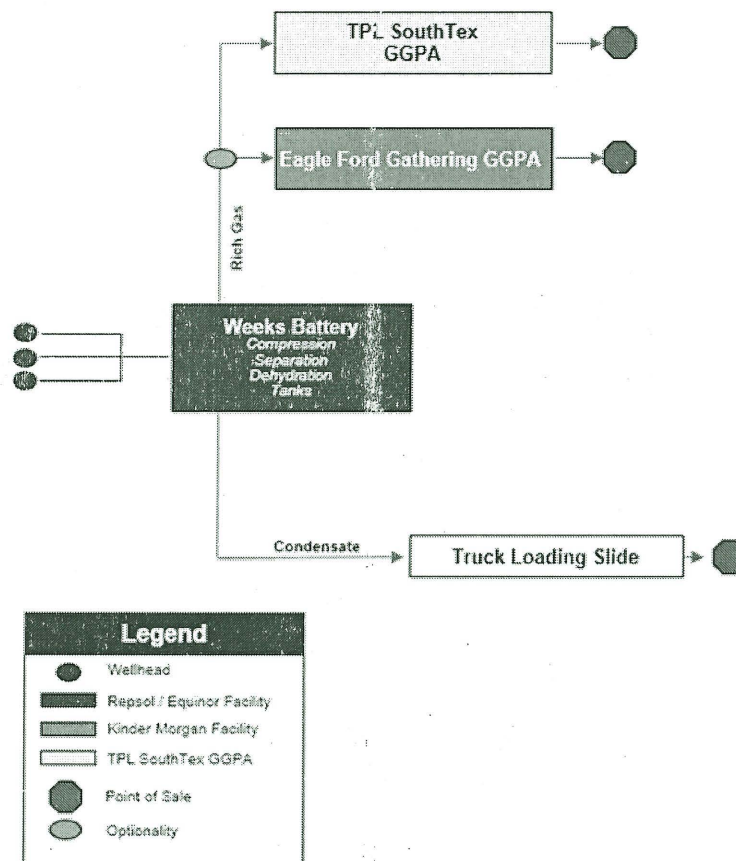 TPL SouthTex
GGPA
Eagle Ford Gathering GGPA
Rich Gas
Weeks Battery
Compression
Separation
Dehydration
Tanks
Condensate
Truck Loading Slide
Legend
Wellhead
Repsol / Equinor Facility
Kinder Morgan Facility
TPL SouthTex GGPA
Point of Sale
Optionality